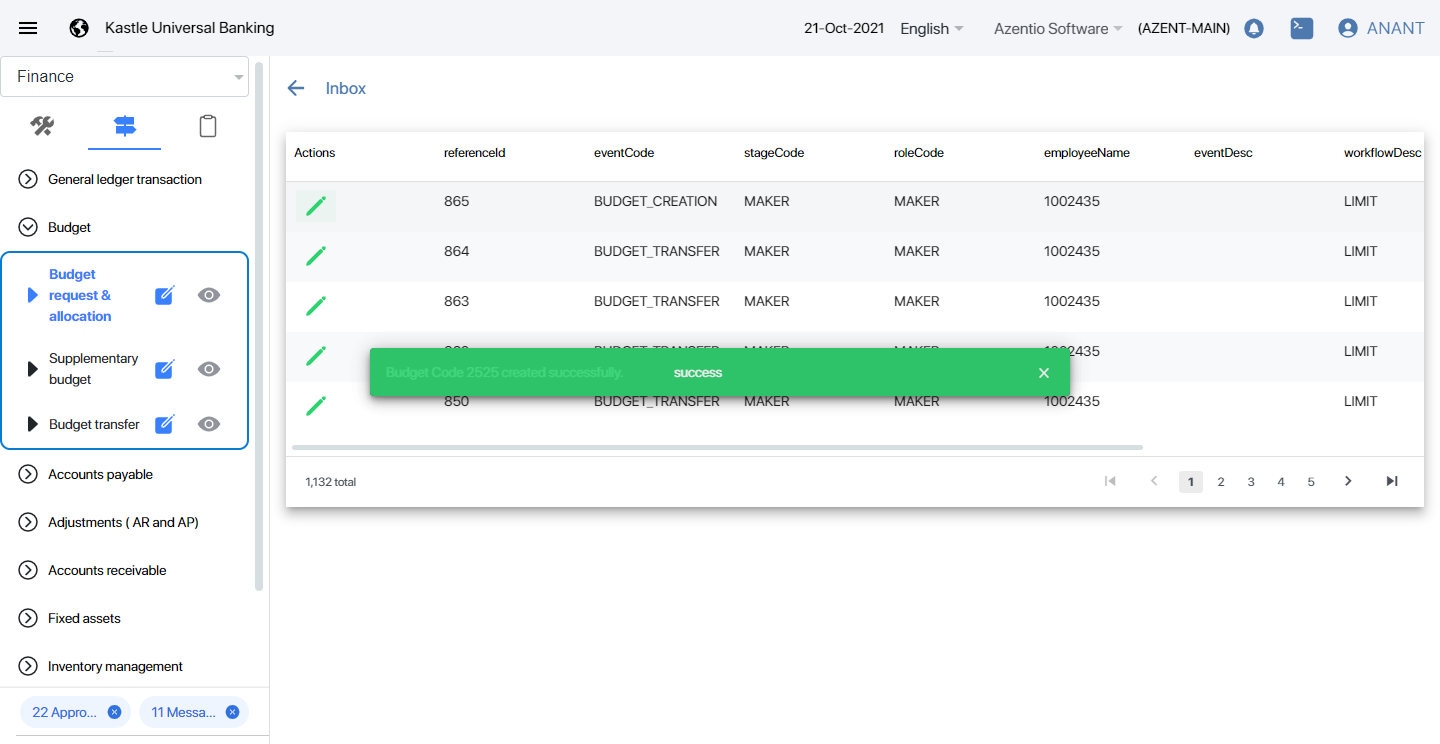 Kastle Universal Banking
21-Oct-2021
English
Azentio Software
(AZENT-MAIN)
ANANT
Finance
General ledger transaction
Budget
Budget
request &
allocation
Supplementary
budget
Budget transfer
Accounts payable
Adjustments ( AR and AP)
Accounts receivable
Fixed assets
Inventory management
22 Appro...
11 Messa...
Inbox
Actions referenceId eventCode stageCode roleCode employeeName eventDesc workflowDesc
865 BUDGET_CREATION MAKER MAKER 1002435 LIMIT
864 BUDGET_TRANSFER MAKER MAKER 1002435 LIMIT
863 BUDGET_TRANSFER MAKER MAKER 1002435 LIMIT
BUDGET_TRANSFER MAKER MAKER 1002435 LIMIT
Budget Code 2525 created successfully. success
850 BUDGET_TRANSFER MAKER MAKER 1002435 LIMIT
1,132 total
1 2 3 4 5